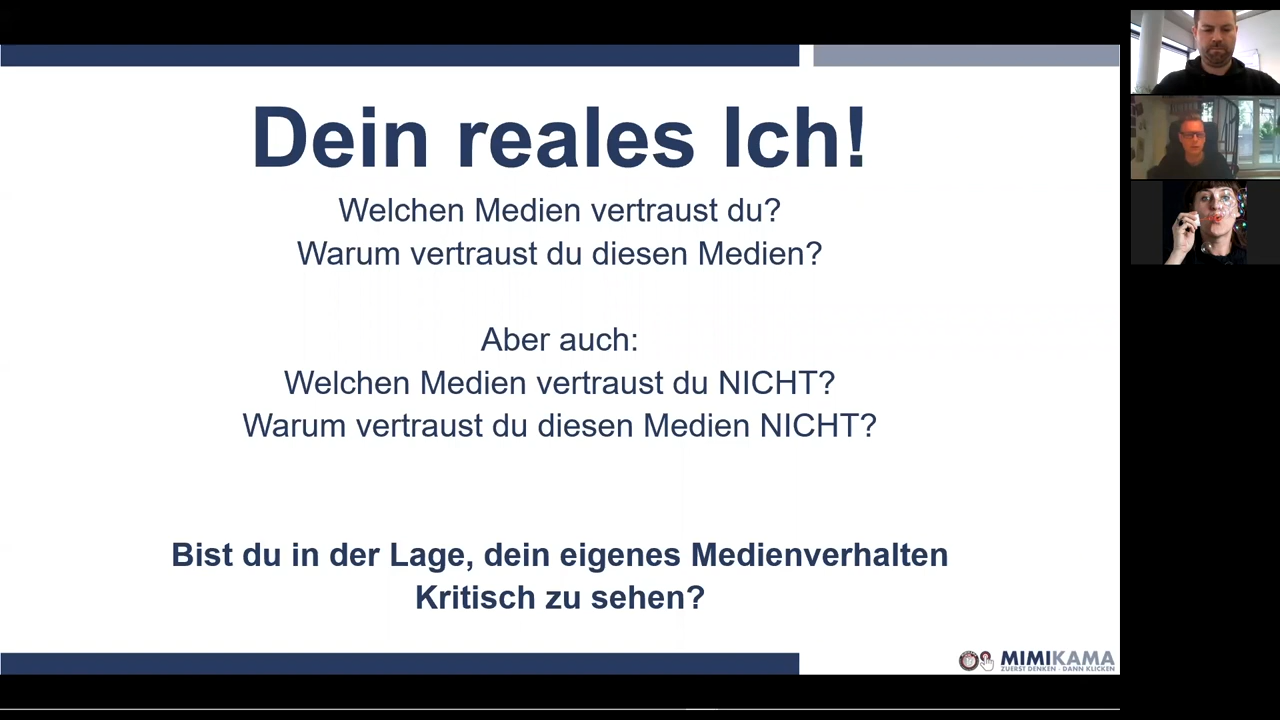 Dein reales Ich!
Welchen Medien vertraust du?
Warum vertraust du diesen Medien?
Aber auch:
Welchen Medien vertraust du NICHT?
Warum vertraust du diesen Medien NICHT?
Bist du in der Lage, dein eigenes Medienverhalten
Kritisch zu sehen?
MIMIKAMA
ZUERST DENKEN - DANN KLICKEN